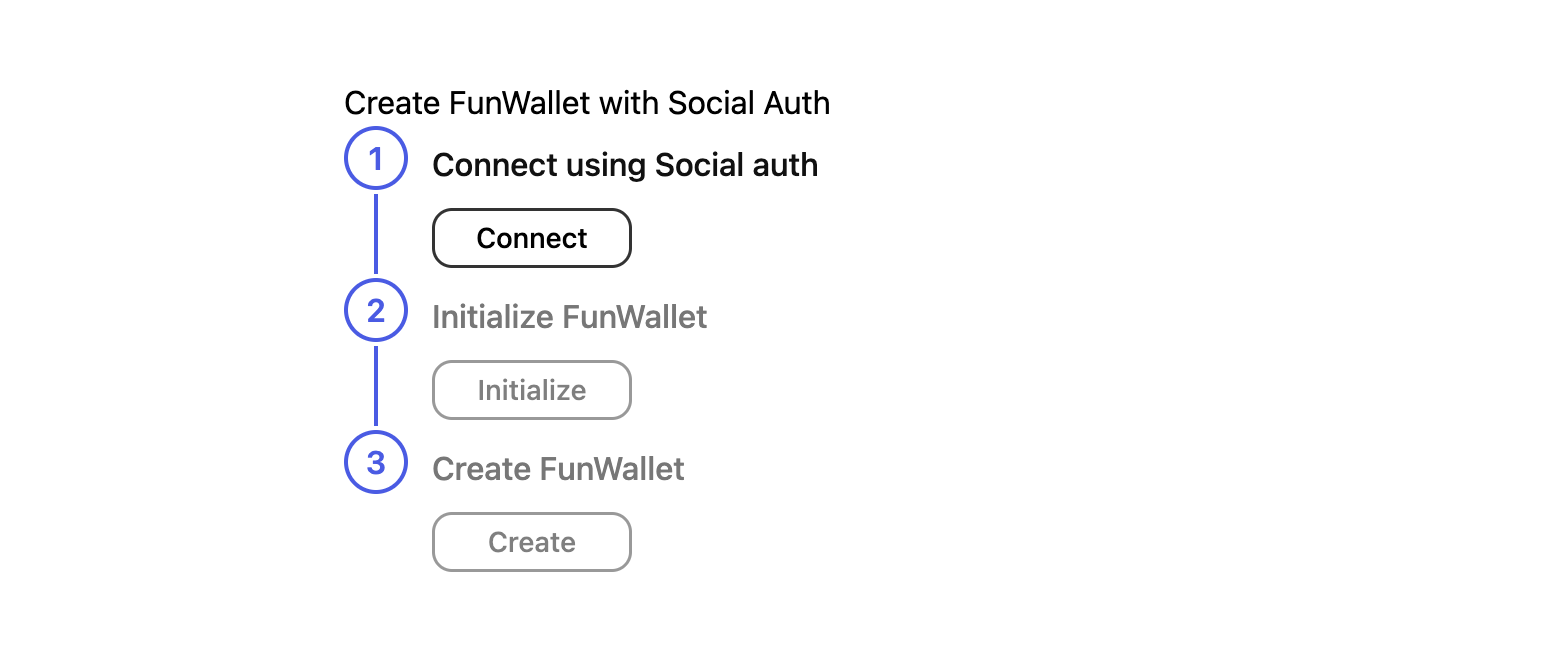 Create FunWallet with Social Auth
1 Connect using Social auth
Connect
2 Initialize FunWallet
Initialize
3 Create FunWallet
Create